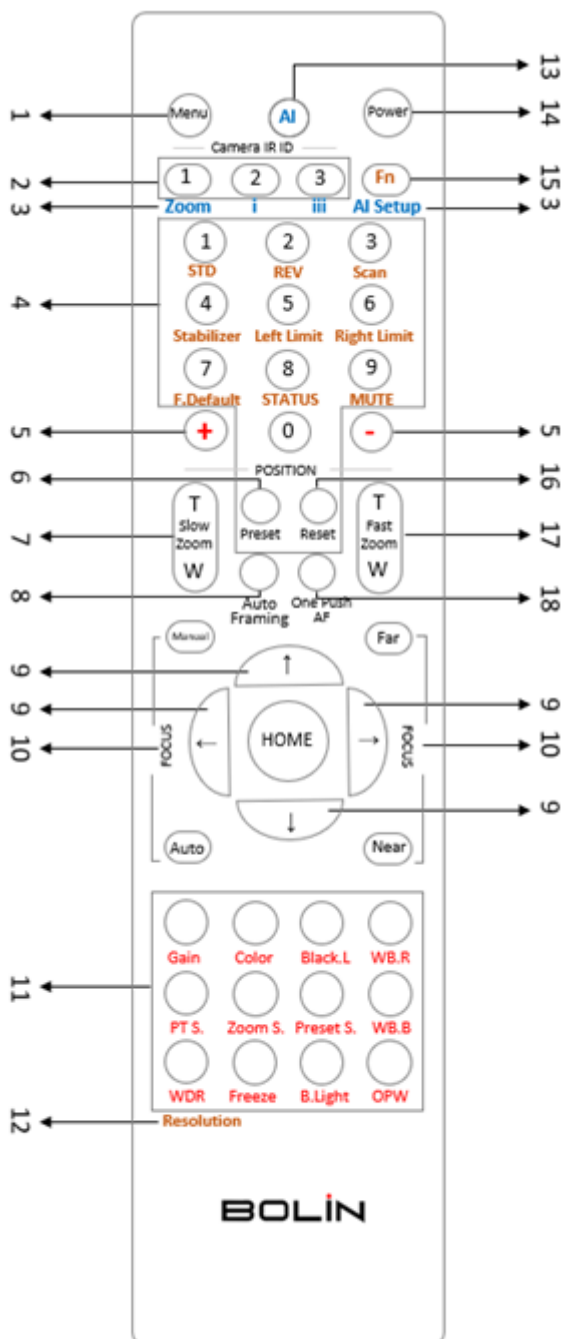 13
1 Menu AI Power 14
Camera IR ID
2 1 2 3 Fn 15
3 Zoom i iii AI Setup 3
1 2 3
STD REV Scan
4 4 5 6
Stabilizer Left Limit Right Limit
7 8 9
F.Default STATUS MUTE
5 + 0 - 5
6 POSITION 16
T T
Slow Preset Reset Fast
7 Zoom Zoom 17
W W
8 Auto One Push 18
Framing AF
Manual Far
9 ↑
9 ← HOME → 9
10 FOCUS FOCUS 10
↓ 9
Auto Near
Gain Color Black.L WB.R
11
PT S. Zoom S. Preset S. WB.B
WDR Freeze B.Light OPW
12 Resolution
BOLIN